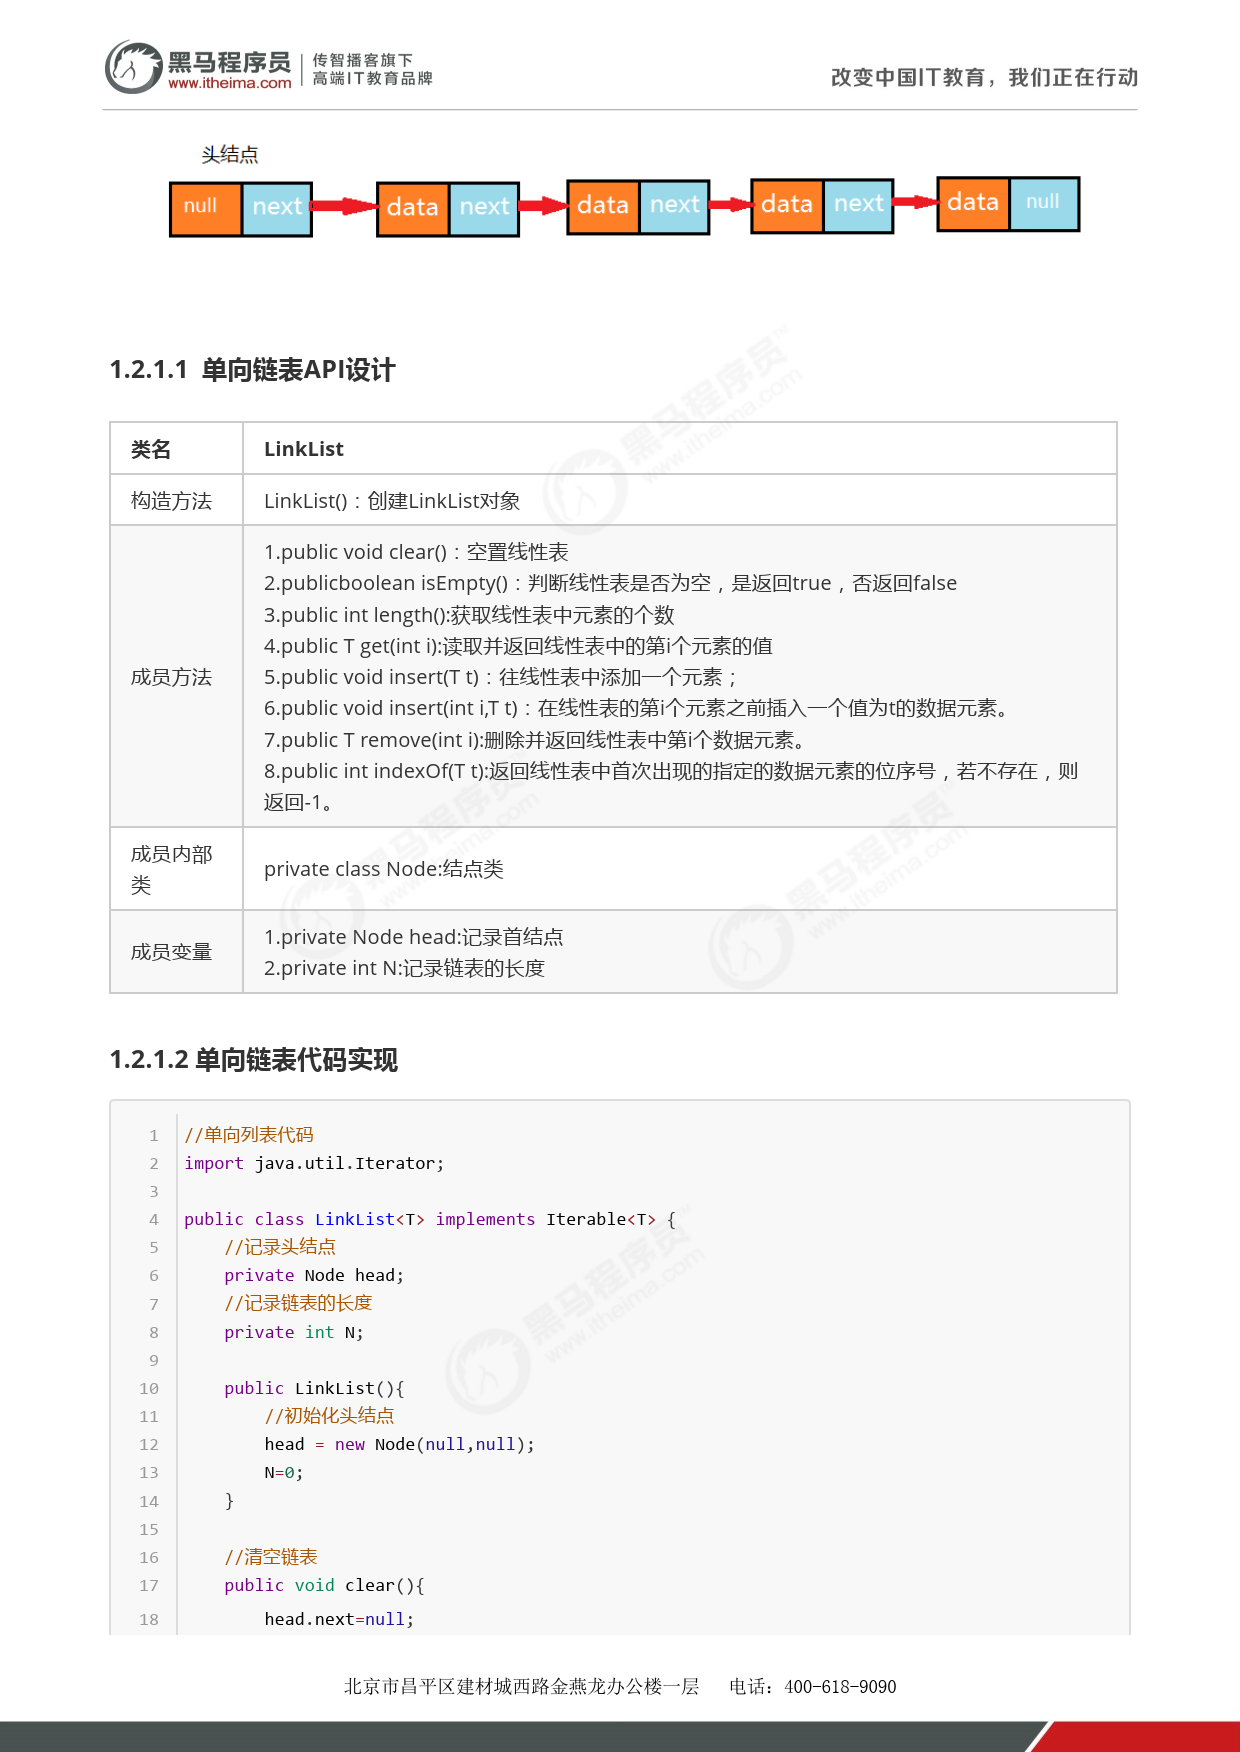 黑马程序员
www.itheima.com
传智播客旗下
高端IT教育品牌
改变中国IT教育，我们正在行动
头结点
null next data next data next data next data null
1.2.1.1 单向链表API设计
类名 LinkList
构造方法 LinkList()：创建LinkList对象
成员方法
1.public void clear()：空置线性表
2.publicboolean isEmpty()：判断线性表是否为空，是返回true，否返回false
3.public int length():获取线性表中元素的个数
4.public T get(int i):读取并返回线性表中的第i个元素的值
5.public void insert(T t)：往线性表中添加一个元素；
6.public void insert(int i,T t)：在线性表的第i个元素之前插入一个值为t的数据元素。
7.public T remove(int i):删除并返回线性表中第i个数据元素。
8.public int indexOf(T t):返回线性表中首次出现的指定的数据元素的位序号，若不存在，则
返回-1。
成员内部
类
private class Node:结点类
成员变量
1.private Node head:记录首结点
2.private int N:记录链表的长度
1.2.1.2 单向链表代码实现
1 //单向列表代码
2 import java.util.Iterator;
3
4 public class LinkList<T> implements Iterable<T> {
5     //记录头结点
6     private Node head;
7     //记录链表的长度
8     private int N;
9
10     public LinkList(){
11         //初始化头结点
12         head = new Node(null,null);
13         N=0;
14     }
15
16     //清空链表
17     public void clear(){
18         head.next=null;
北京市昌平区建材城西路金燕龙办公楼一层 电话：400-618-9090